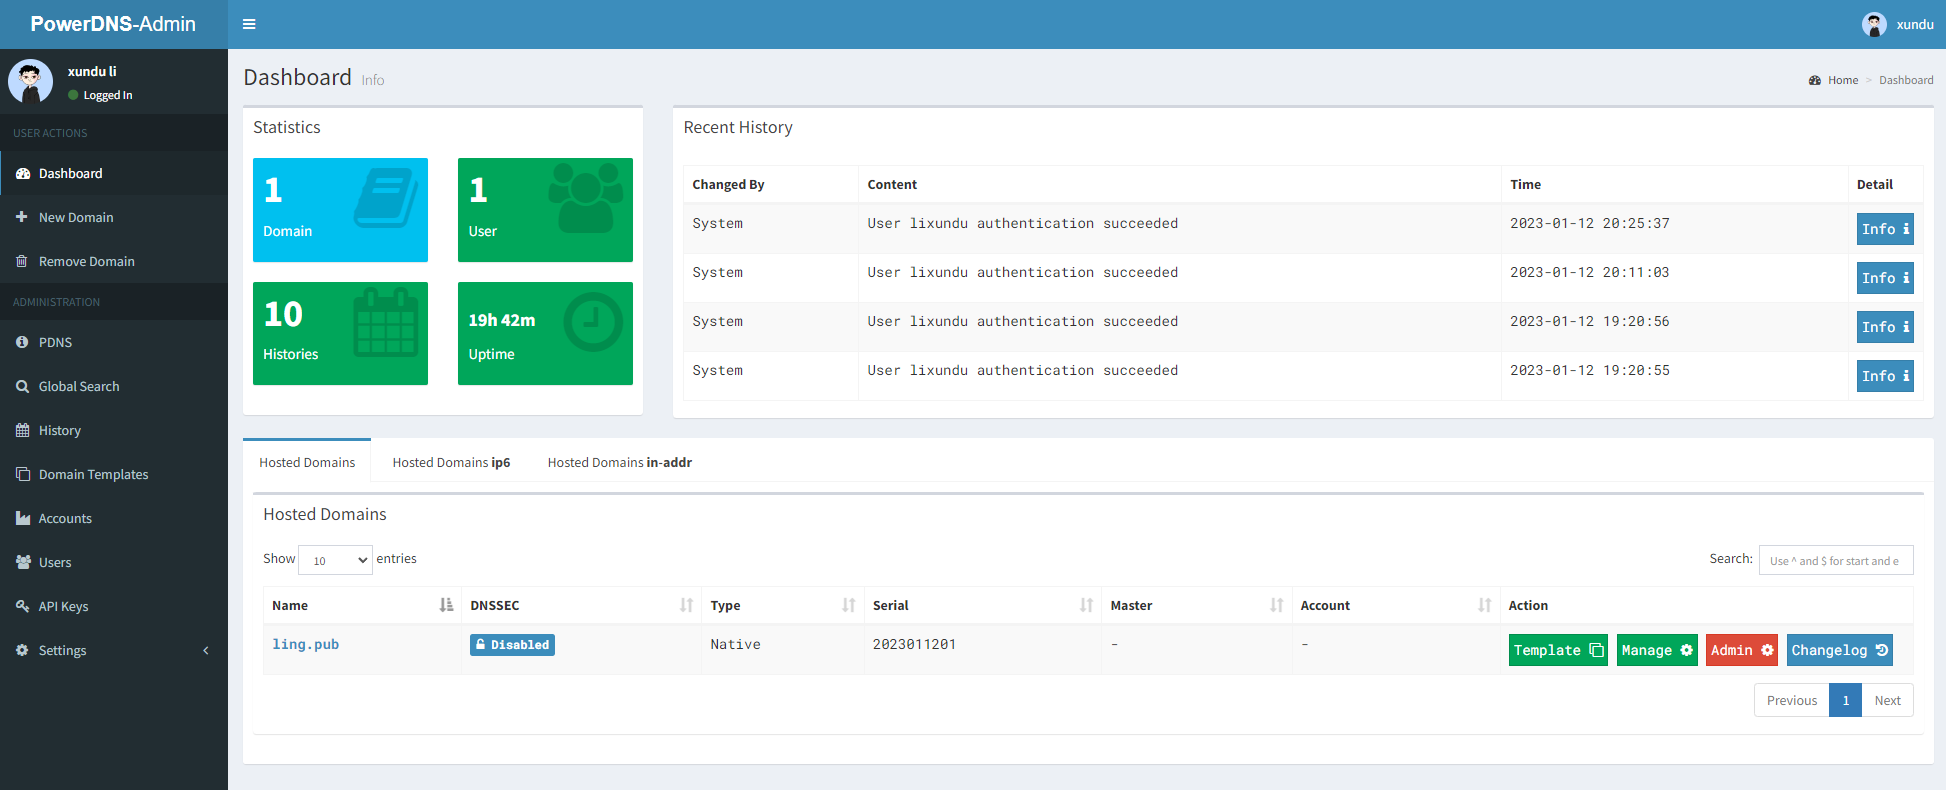 PowerDNS-Admin
xundu
xundu li
Logged In
USER ACTIONS
Dashboard
New Domain
Remove Domain
ADMINISTRATION
PDNS
Global Search
History
Domain Templates
Accounts
Users
API Keys
Settings
Dashboard Info
Home > Dashboard
Statistics
1
Domain
1
User
10
Histories
19h 42m
Uptime
Recent History
Changed By Content Time Detail
System User lixundu authentication succeeded 2023-01-12 20:25:37 Info
System User lixundu authentication succeeded 2023-01-12 20:11:03 Info
System User lixundu authentication succeeded 2023-01-12 19:20:56 Info
System User lixundu authentication succeeded 2023-01-12 19:20:55 Info
Hosted Domains Hosted Domains ip6 Hosted Domains in-addr
Hosted Domains
Show 10 entries
Search: Use ^ and $ for start and e
Name DNSSEC Type Serial Master Account Action
ling.pub Disabled Native 2023011201 - - Template Manage Admin Changelog
Previous 1 Next